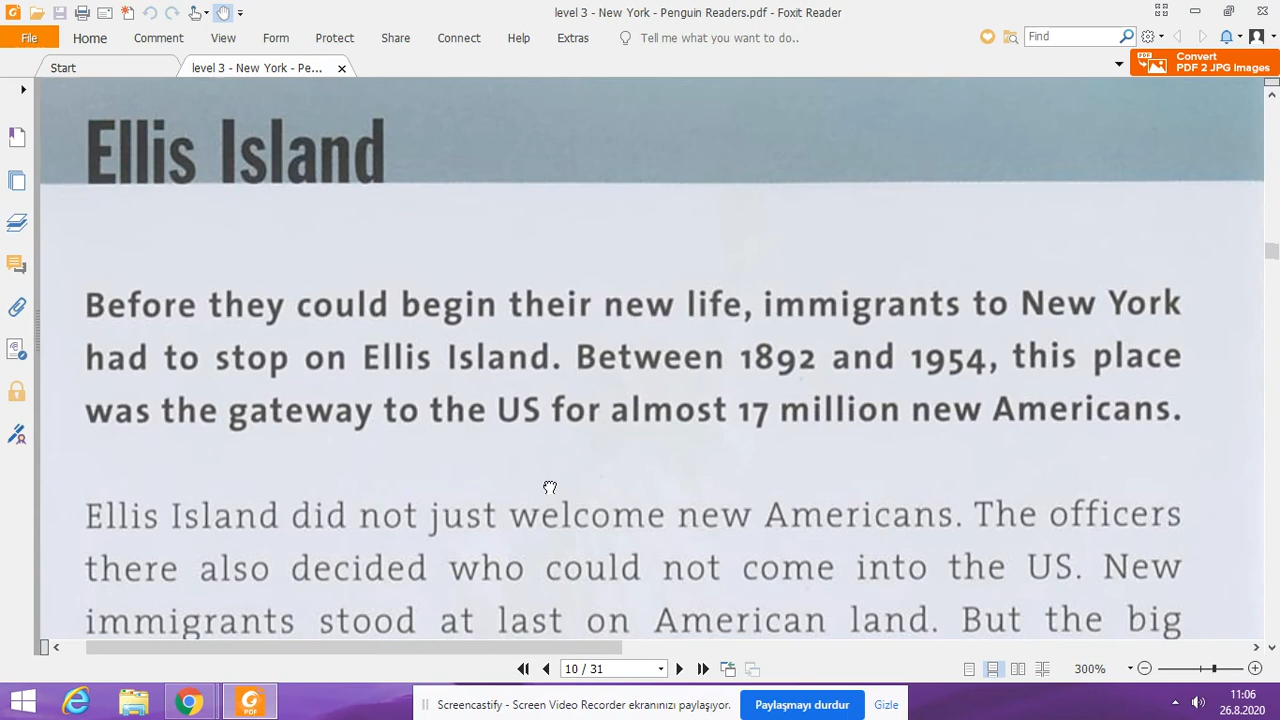 level 3 - New York - Penguin Readers.pdf - Foxit Reader
File Home Comment View Form Protect Share Connect Help Extras Tell me what you want to do.. Find
Start level 3 - New York - Pe...
Convert
PDF 2 JPG Images
Ellis Island
Before they could begin their new life, immigrants to New York
had to stop on Ellis Island. Between 1892 and 1954, this place
was the gateway to the US for almost 17 million new Americans.
Ellis Island did not just welcome new Americans. The officers
there also decided who could not come into the US. New
immigrants stood at last on American land. But the big
10 / 31 300%
Screencastify - Screen Video Recorder ekranınızı paylaşıyor. Paylaşmayı durdur Gizle
11:06
26.8.2020